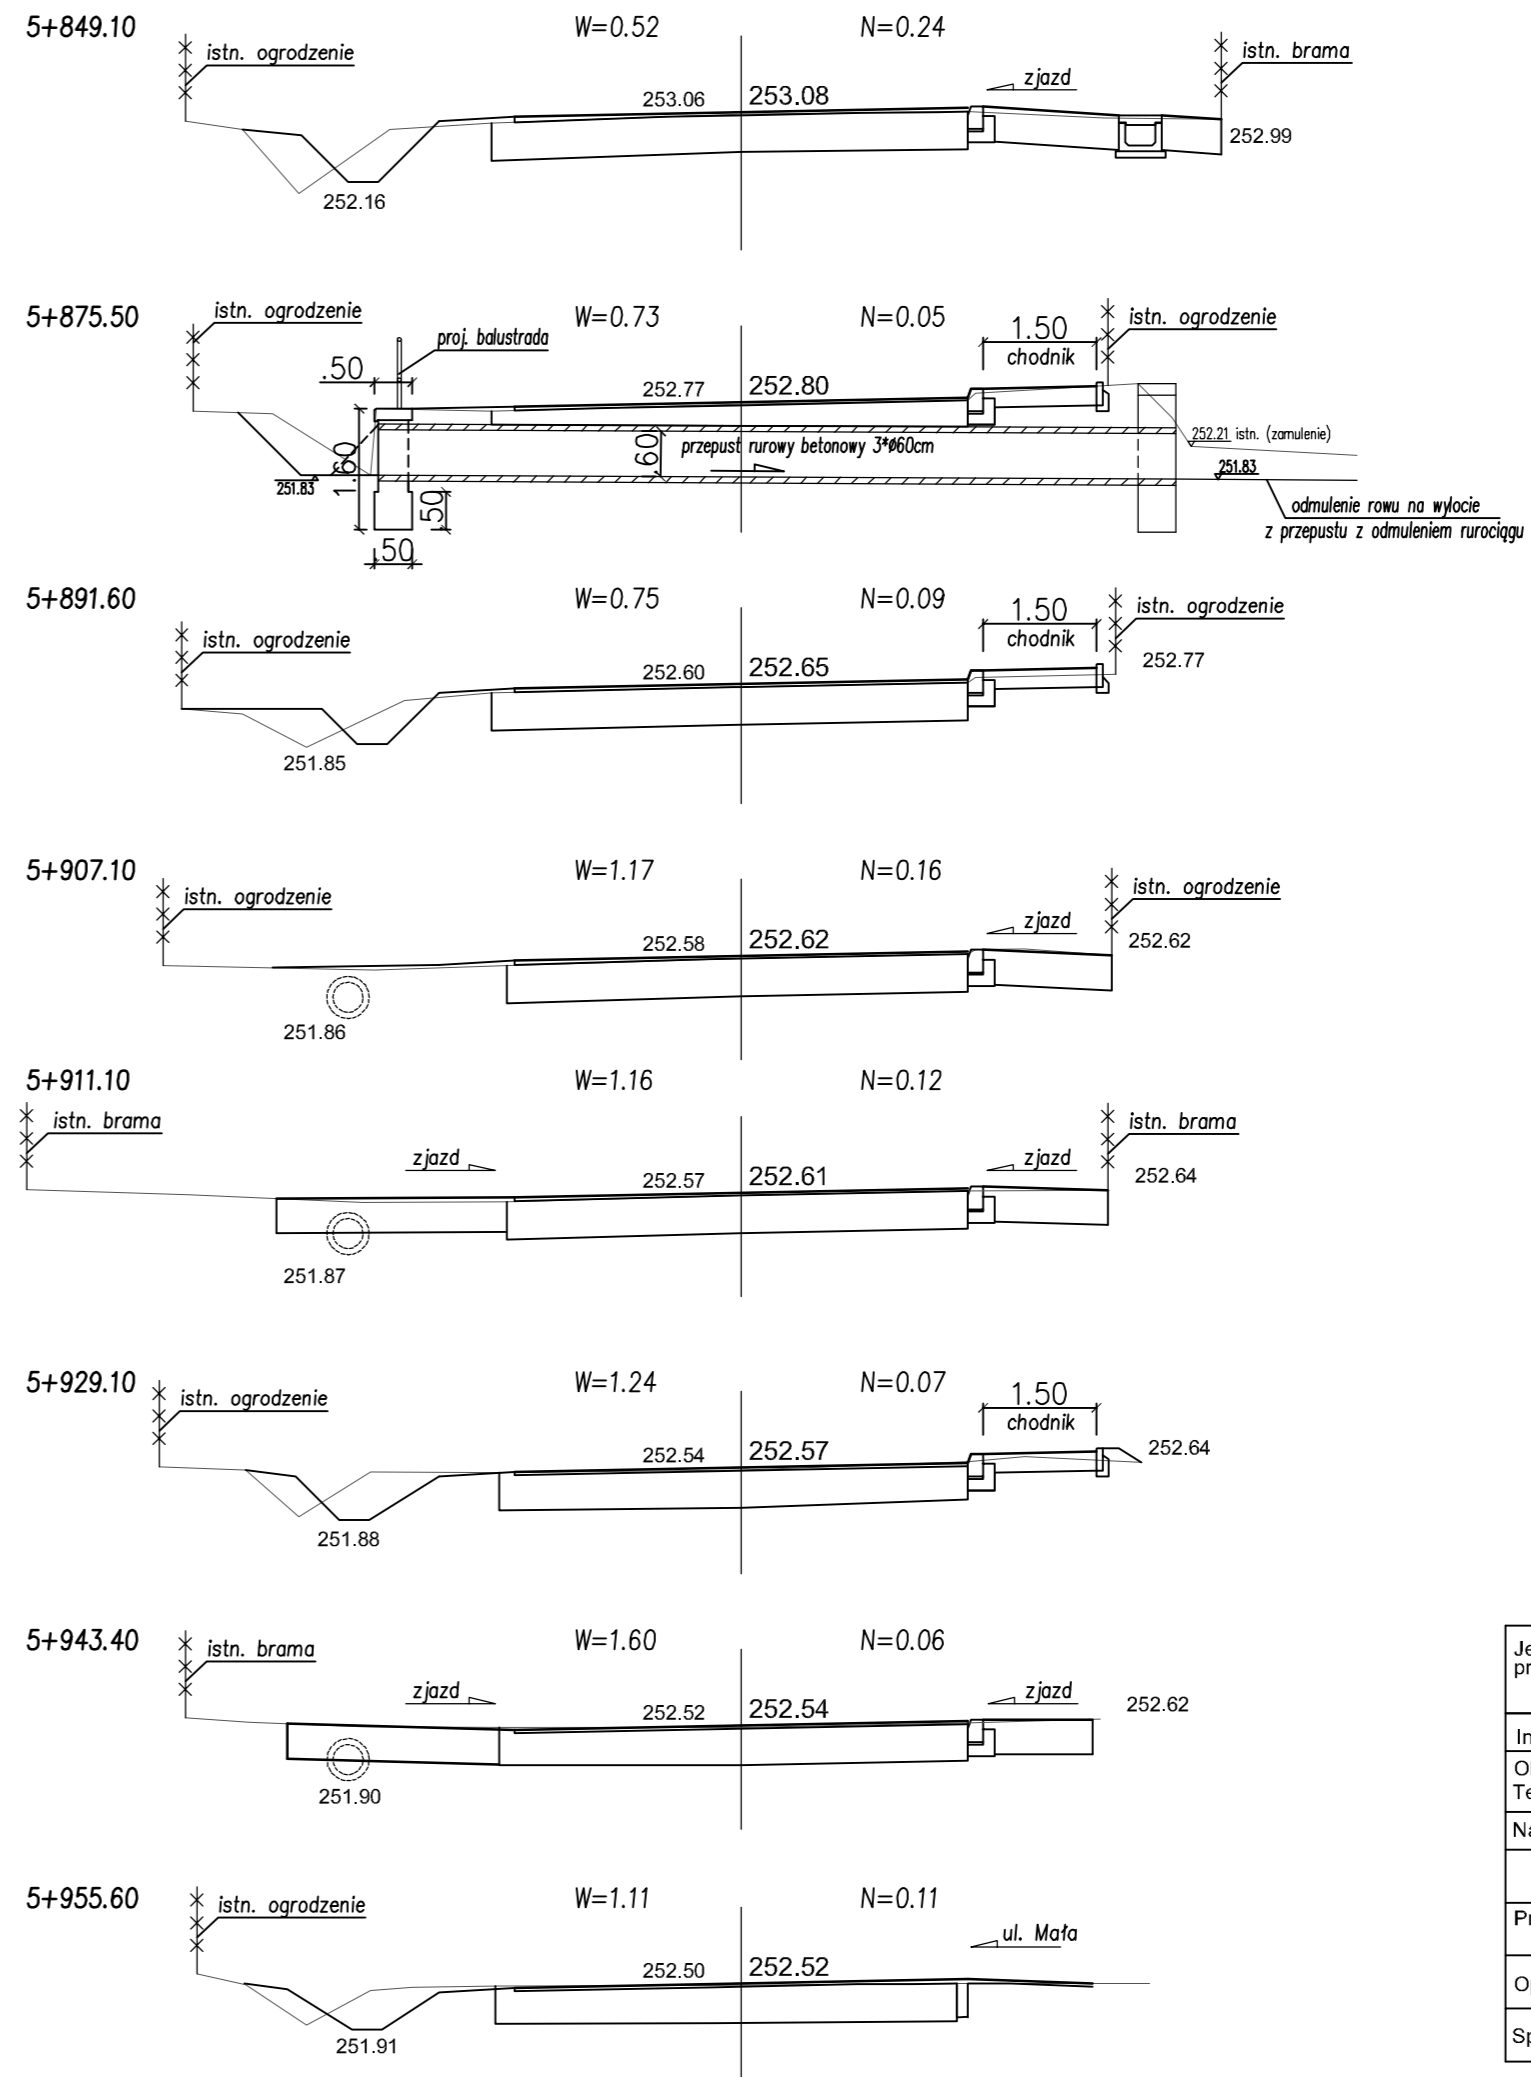 5+849.10 W=0.52 N=0.24
istn. ogrodzenie
istn. brama
zjazd
253.06 253.08
252.99
252.16
5+875.50 W=0.73 N=0.05
istn. ogrodzenie
proj. balustrada
1.50
chodnik
istn. ogrodzenie
.50
252.77 252.80
1.60
.60
przepust rurowy betonowy 3*ø60cm
252.21 istn. (zamulenie)
251.83
251.83
.50
.50
odmulenie rowu na wylocie
z przepustu z odmuleniem rurociągu
5+891.60 W=0.75 N=0.09
istn. ogrodzenie
1.50
chodnik
istn. ogrodzenie
252.60 252.65
252.77
251.85
5+907.10 W=1.17 N=0.16
istn. ogrodzenie
istn. ogrodzenie
zjazd
252.58 252.62
252.62
251.86
5+911.10 W=1.16 N=0.12
istn. brama
istn. brama
zjazd
zjazd
252.57 252.61
252.64
251.87
5+929.10 W=1.24 N=0.07
istn. ogrodzenie
1.50
chodnik
252.54 252.57
252.64
251.88
5+943.40 W=1.60 N=0.06
istn. brama
zjazd
zjazd
252.52 252.54
252.62
251.90
5+955.60 W=1.11 N=0.11
istn. ogrodzenie
ul. Mała
252.50 252.52
251.91